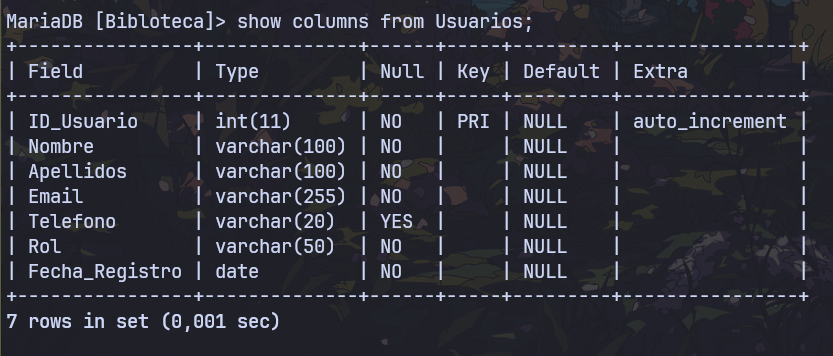 MariaDB [Bibloteca]> show columns from Usuarios;
+----------------+--------------+------+-----+---------+----------------+
| Field          | Type         | Null | Key | Default | Extra          |
+----------------+--------------+------+-----+---------+----------------+
| ID_Usuario     | int(11)      | NO   | PRI | NULL    | auto_increment |
| Nombre         | varchar(100) | NO   |     | NULL    |                |
| Apellidos      | varchar(100) | NO   |     | NULL    |                |
| Email          | varchar(255) | NO   |     | NULL    |                |
| Telefono       | varchar(20)  | YES  |     | NULL    |                |
| Rol            | varchar(50)  | NO   |     | NULL    |                |
| Fecha_Registro | date         | NO   |     | NULL    |                |
+----------------+--------------+------+-----+---------+----------------+
7 rows in set (0,001 sec)